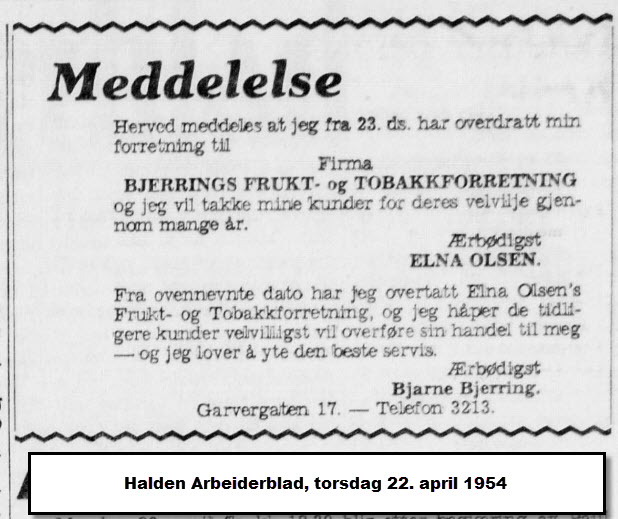 Meddelelse
Herved meddeles at jeg fra 23. ds. har overdratt min
forretning til
Firma
BJERRINGS FRUKT- og TOBAKKFORRETNING
og jeg vil takke mine kunder for deres velvilje gjen-
nom mange år.
Ærbødigst
ELNA OLSEN.
Fra ovennevnte dato har jeg overtatt Elna Olsen's
Frukt- og Tobakkforretning, og jeg håper de tidli-
gere kunder velvilligst vil overføre sin handel til meg
— og jeg lover å yte den beste servis.
Ærbødigst
Bjarne Bjerring.
Garvergaten 17. — Telefon 3213.
Halden Arbeiderblad, torsdag 22. april 1954